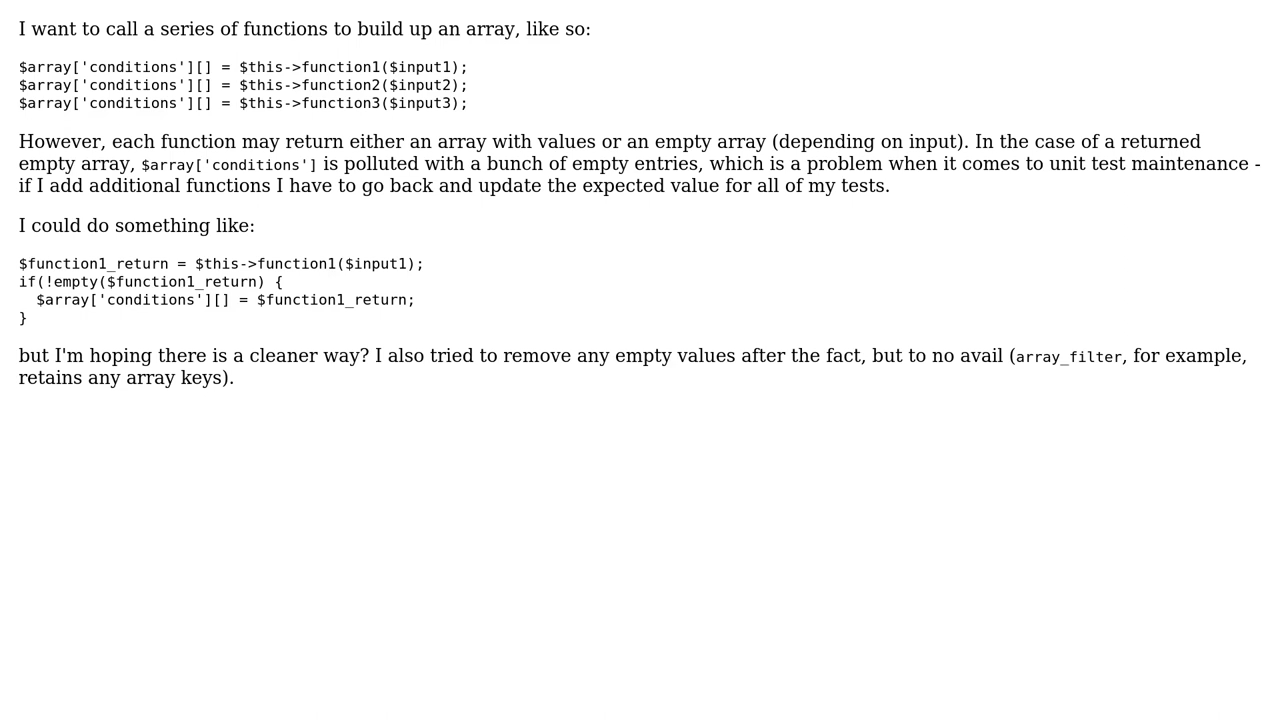 I want to call a series of functions to build up an array, like so:
$array['conditions'][] = $this->function1($input1);
$array['conditions'][] = $this->function2($input2);
$array['conditions'][] = $this->function3($input3);
However, each function may return either an array with values or an empty array (depending on input). In the case of a returned
empty array, $array['conditions'] is polluted with a bunch of empty entries, which is a problem when it comes to unit test maintenance -
if I add additional functions I have to go back and update the expected value for all of my tests.
I could do something like:
$function1_return = $this->function1($input1);
if(!empty($function1_return) {
  $array['conditions'][] = $function1_return;
}
but I'm hoping there is a cleaner way? I also tried to remove any empty values after the fact, but to no avail (array_filter, for example,
retains any array keys).